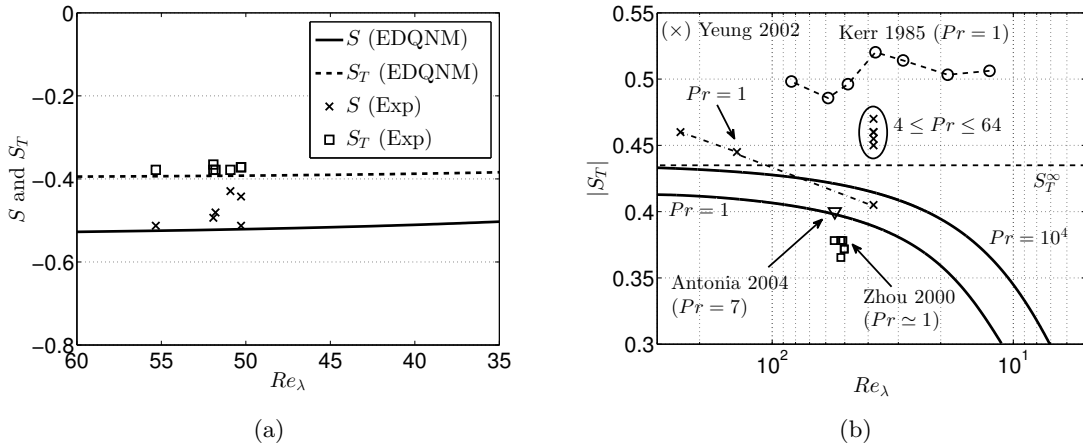 0
−0.2
−0.4
−0.6
−0.8
S and S_T
60 55 50 45 40 35
Re_λ
S (EDQNM)
S_T (EDQNM)
S (Exp)
S_T (Exp)
(a)
0.55
0.5
0.45
0.4
0.35
0.3
|S_T|
10^2 10^1
Re_λ
(×) Yeung 2002
Kerr 1985 (Pr = 1)
Pr = 1
4 ≤ Pr ≤ 64
S_T^∞
Pr = 1
Pr = 10^4
Antonia 2004
(Pr = 7)
Zhou 2000
(Pr ≃ 1)
(b)